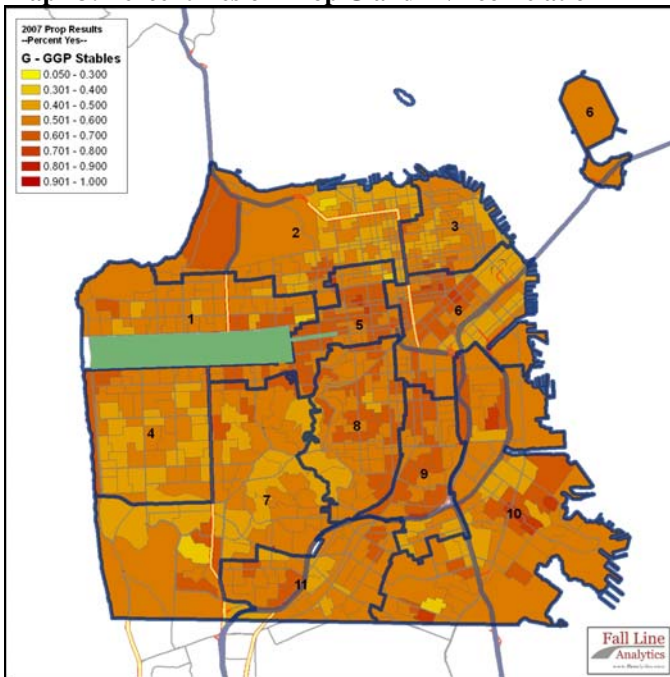 2007 Prop Results
--Percent Yes--
G - GGP Stables
0.050 - 0.300
0.301 - 0.400
0.401 - 0.500
0.501 - 0.600
0.601 - 0.700
0.701 - 0.800
0.801 - 0.900
0.901 - 1.000
6
2
3
1
6
5
4
8
9
7
10
11
Fall Line
Analytics